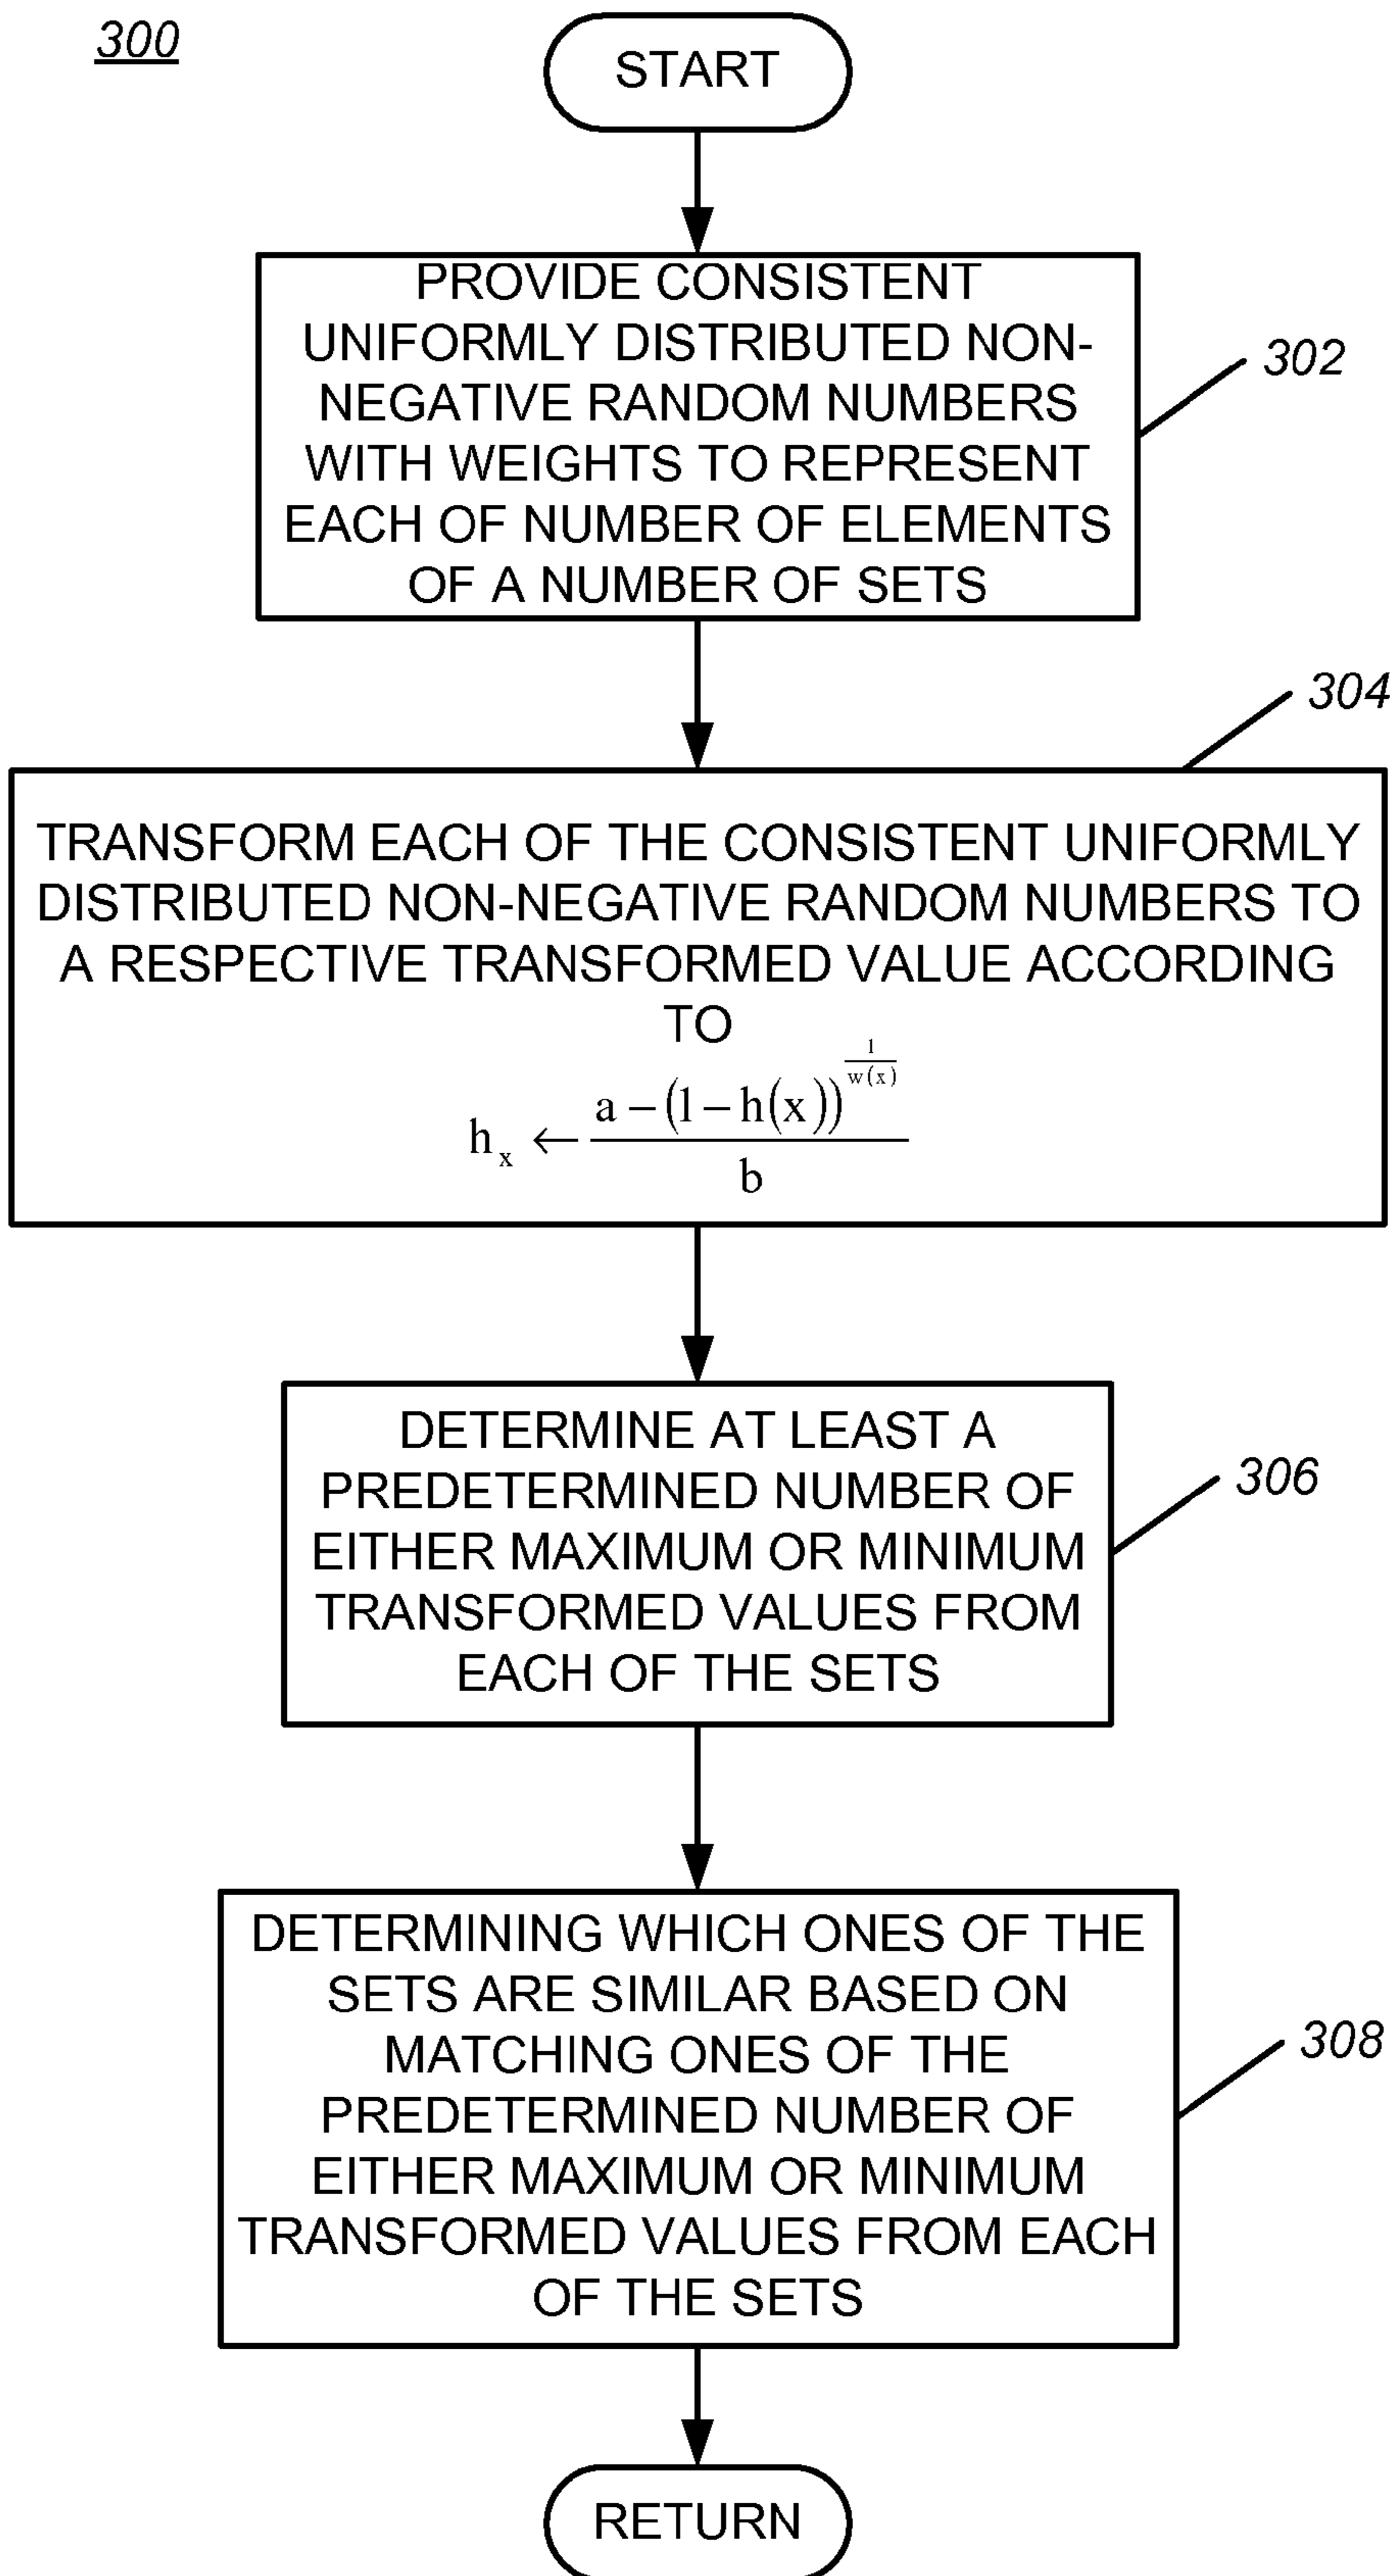 300
START
PROVIDE CONSISTENT
UNIFORMLY DISTRIBUTED NON-
NEGATIVE RANDOM NUMBERS
WITH WEIGHTS TO REPRESENT
EACH OF NUMBER OF ELEMENTS
OF A NUMBER OF SETS
302
304
TRANSFORM EACH OF THE CONSISTENT UNIFORMLY
DISTRIBUTED NON-NEGATIVE RANDOM NUMBERS TO
A RESPECTIVE TRANSFORMED VALUE ACCORDING
TO
h_x ← (a − (1 − h(x))^(1/w(x))) / b
DETERMINE AT LEAST A
PREDETERMINED NUMBER OF
EITHER MAXIMUM OR MINIMUM
TRANSFORMED VALUES FROM
EACH OF THE SETS
306
DETERMINING WHICH ONES OF THE
SETS ARE SIMILAR BASED ON
MATCHING ONES OF THE
PREDETERMINED NUMBER OF
EITHER MAXIMUM OR MINIMUM
TRANSFORMED VALUES FROM EACH
OF THE SETS
308
RETURN